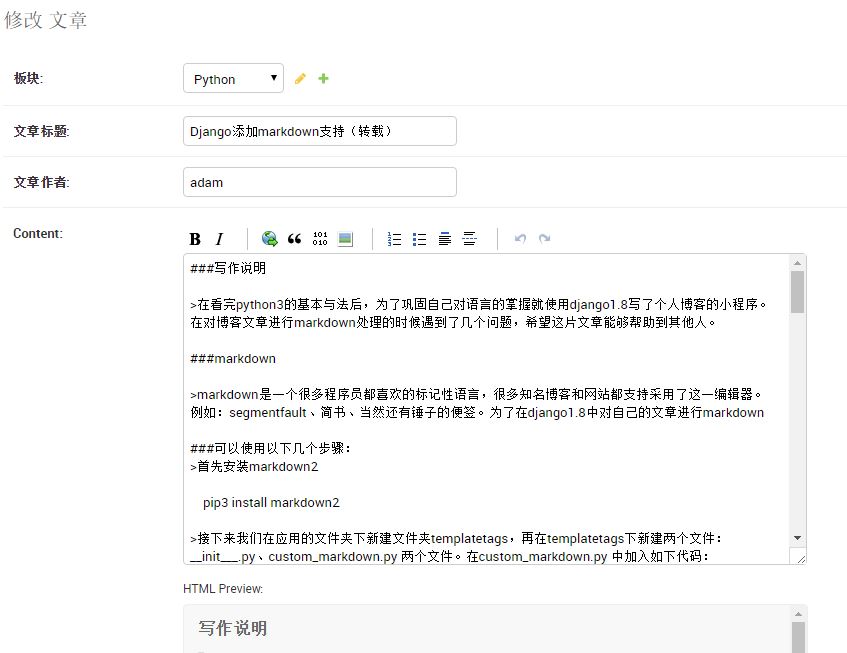 修改 文章
板块:
Python
文章标题:
Django添加markdown支持（转载）
文章作者:
adam
Content:
B I
101
010
###写作说明
>在看完python3的基本与法后，为了巩固自己对语言的掌握就使用django1.8写了个人博客的小程序。
在对博客文章进行markdown处理的时候遇到了几个问题，希望这片文章能够帮助到其他人。
###markdown
>markdown是一个很多程序员都喜欢的标记性语言，很多知名博客和网站都支持采用了这一编辑器。
例如：segmentfault、简书、当然还有锤子的便签。为了在django1.8中对自己的文章进行markdown
###可以使用以下几个步骤：
>首先安装markdown2
pip3 install markdown2
>接下来我们在应用的文件夹下新建文件夹templatetags，再在templatetags下新建两个文件：
__init___.py、custom_markdown.py 两个文件。在custom_markdown.py 中加入如下代码：
HTML Preview:
写作说明